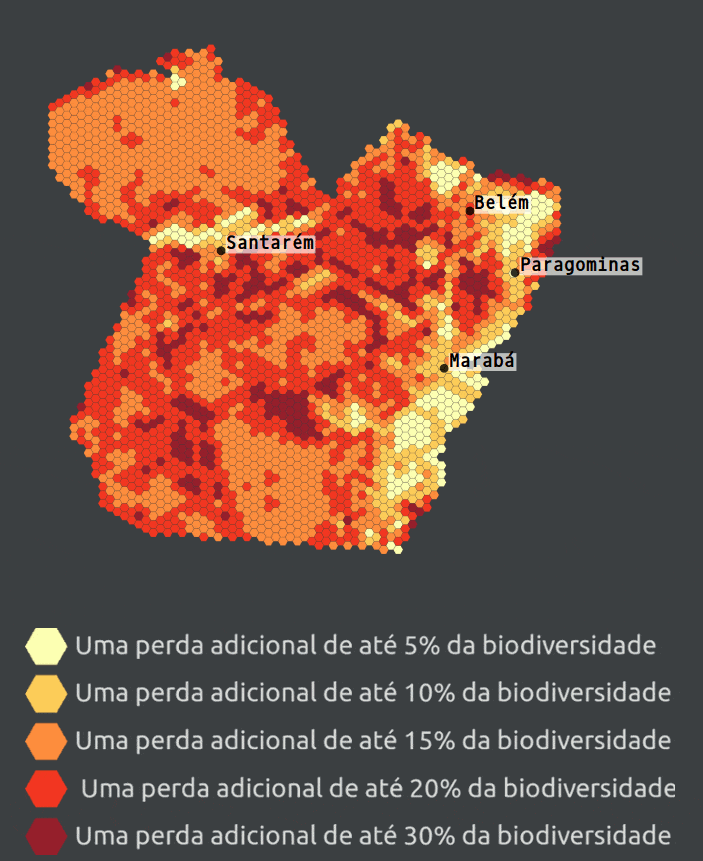 Belém
Santarém
Paragominas
Marabá
Uma perda adicional de até 5% da biodiversidade
Uma perda adicional de até 10% da biodiversidade
Uma perda adicional de até 15% da biodiversidade
Uma perda adicional de até 20% da biodiversidade
Uma perda adicional de até 30% da biodiversidade